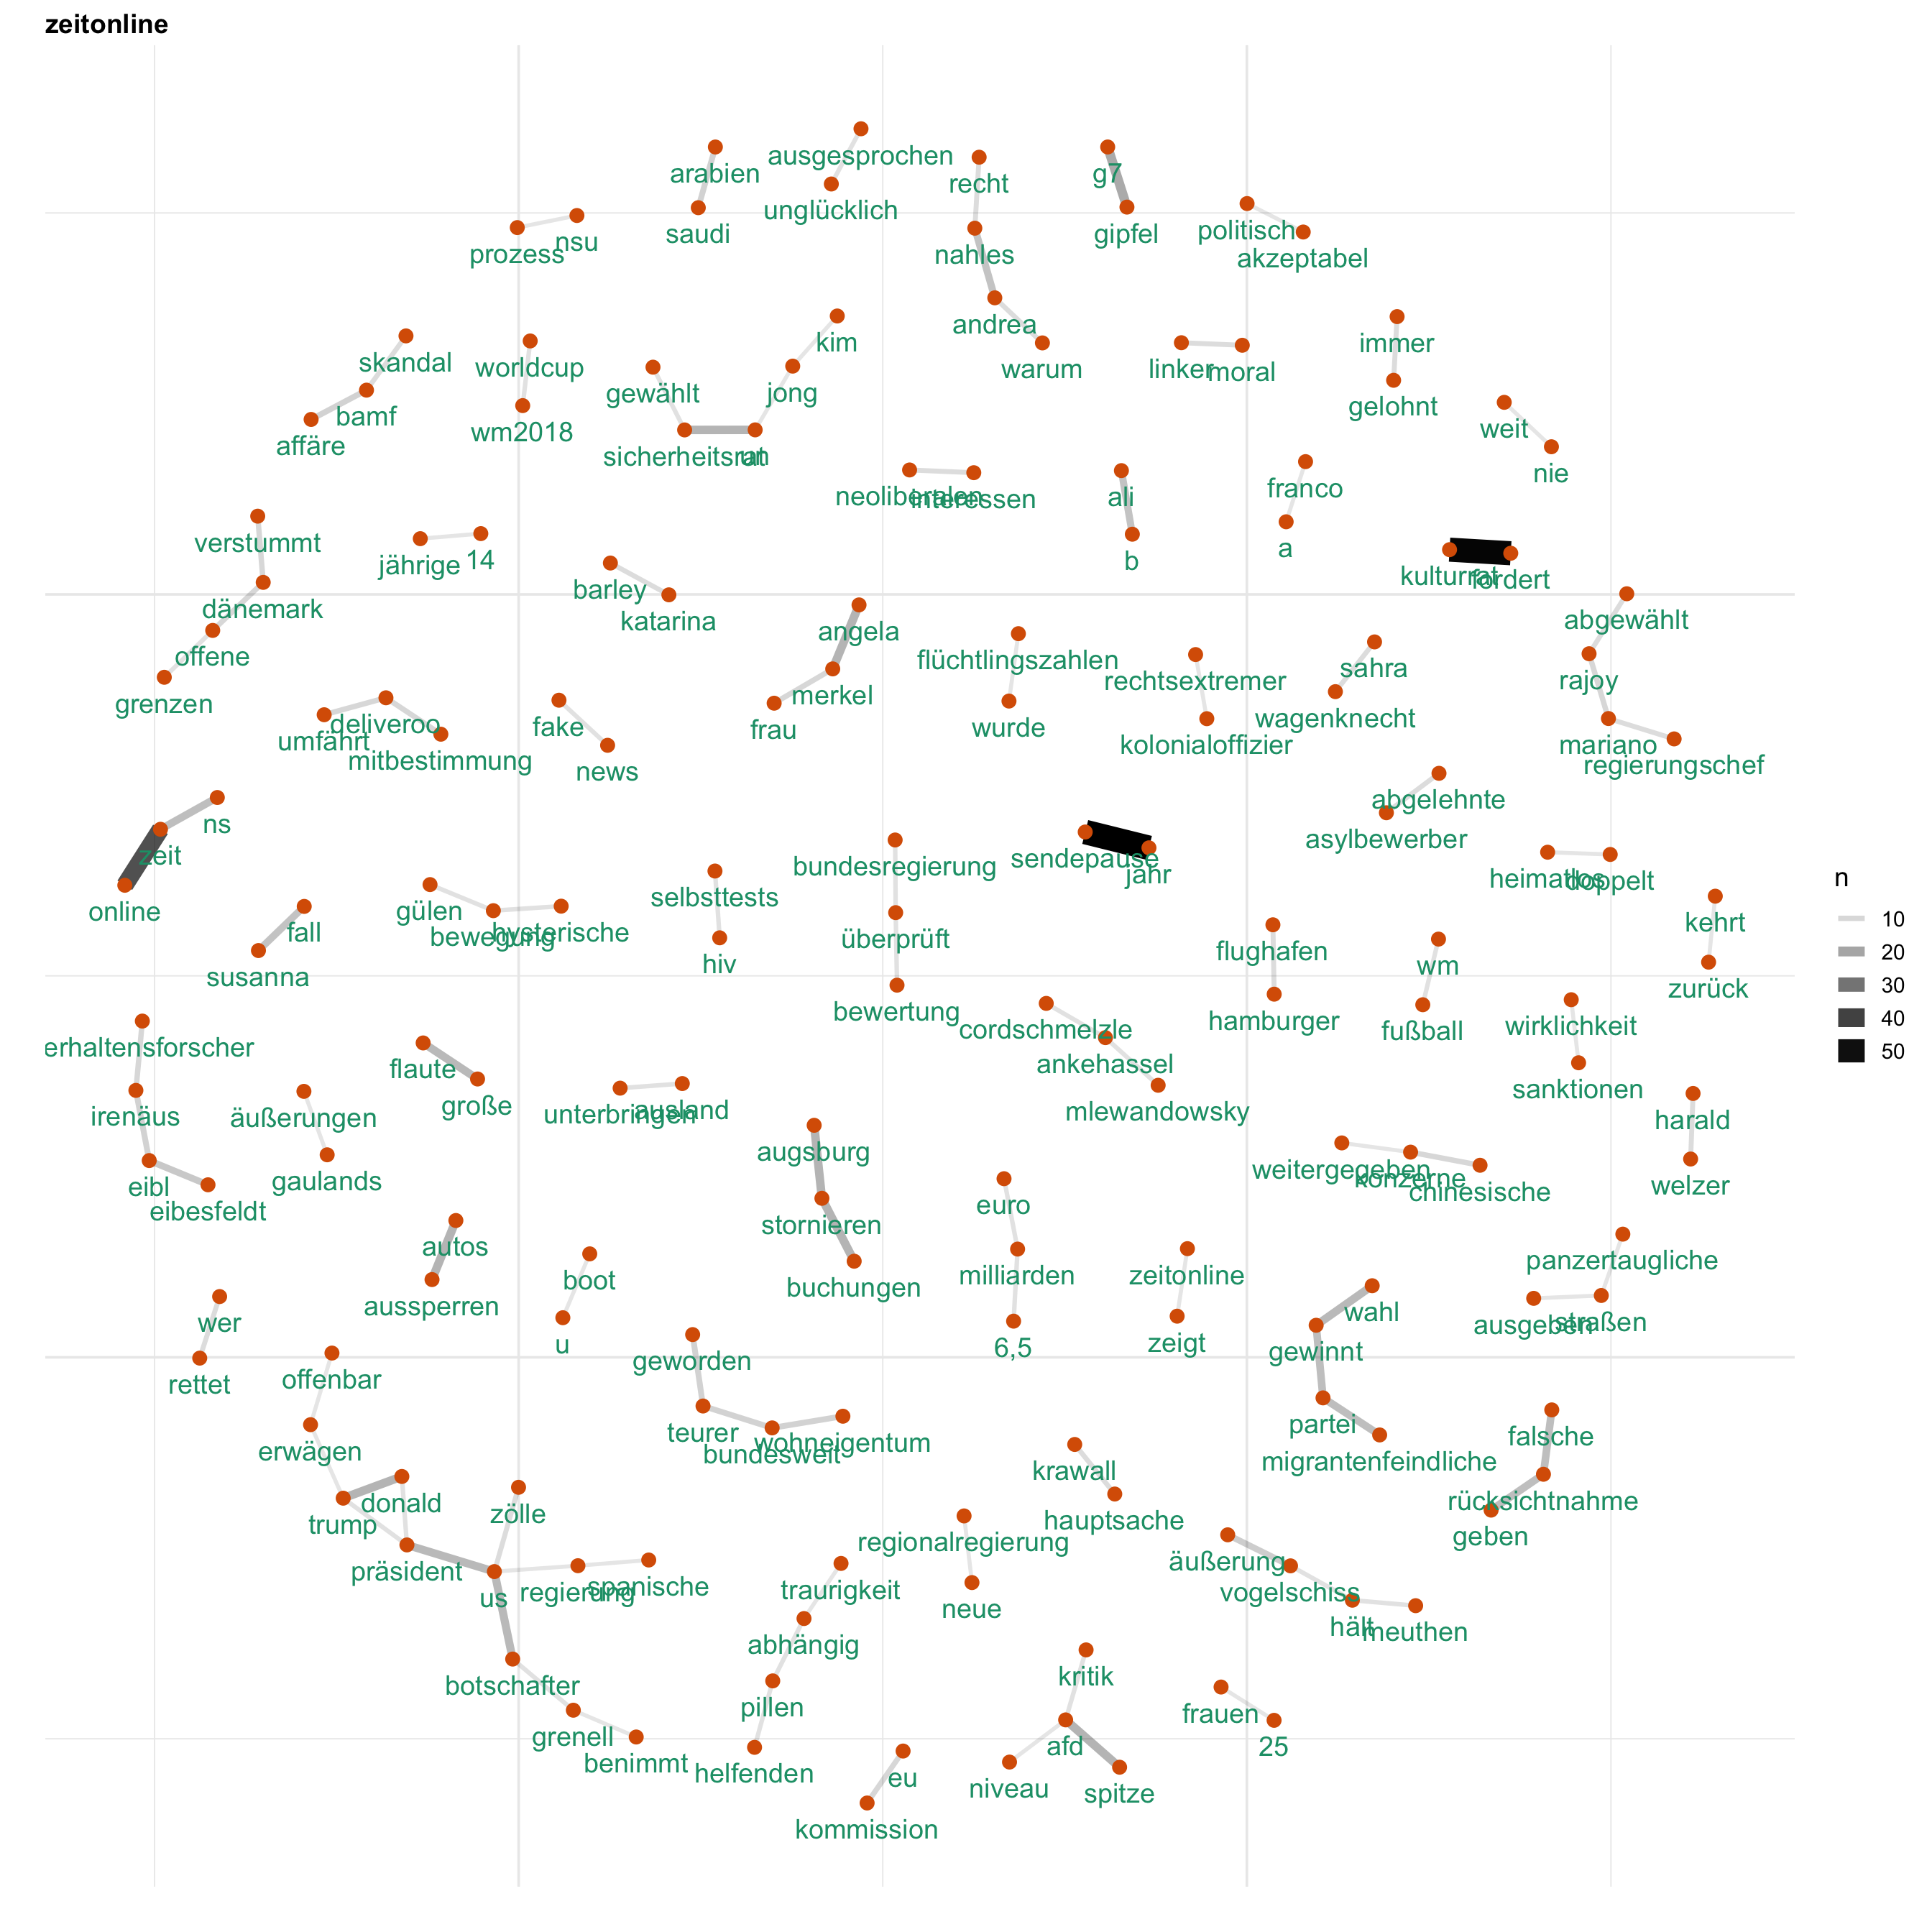 zeitonline
ausgesprochen
arabien
recht
g7
unglücklich
saudi
gipfel
politisch
nsu
prozess
nahles
akzeptabel
andrea
kim
immer
skandal
worldcup
warum
linker
moral
gewählt
jong
gelohnt
bamf
weit
wm2018
affäre
sicherheitsrat
un
nie
franco
neoliberalen
interessen
ali
verstummt
a
14
b
jährige
kulturrat
fordert
barley
dänemark
katarina
abgewählt
angela
offene
flüchtlingszahlen
sahra
rechtsextremer
rajoy
merkel
grenzen
wagenknecht
deliveroo
fake
wurde
frau
umfährt
kolonialoffizier
mariano
mitbestimmung
regierungschef
news
abgelehnte
ns
asylbewerber
zeit
sendepause
bundesregierung
jahr
n
heimatlos
doppelt
selbsttests
online
gülen
10
kehrt
fall
bewegung
hysterische
überprüft
flughafen
20
hiv
wm
susanna
30
zurück
bewertung
40
hamburger
wirklichkeit
cordschmelzle
fußball
erhaltensforscher
50
ankehassel
flaute
sanktionen
große
unterbringen
ausland
mlewandowsky
irenäus
äußerungen
harald
augsburg
weitergegeben
konzerne
gaulands
eibl
welzer
chinesische
euro
eibesfeldt
stornieren
autos
panzertaugliche
milliarden
zeitonline
boot
buchungen
aussperren
wahl
wer
ausgeben
straßen
u
zeigt
6,5
gewinnt
geworden
offenbar
rettet
partei
teurer
wohneigentum
falsche
erwägen
bundesweit
migrantenfeindliche
krawall
donald
rücksichtnahme
zölle
hauptsache
trump
geben
regionalregierung
äußerung
präsident
spanische
traurigkeit
regierung
vogelschiss
us
neue
hält
meuthen
abhängig
kritik
botschafter
pillen
frauen
grenell
afd
25
benimmt
helfenden
eu
niveau
spitze
kommission